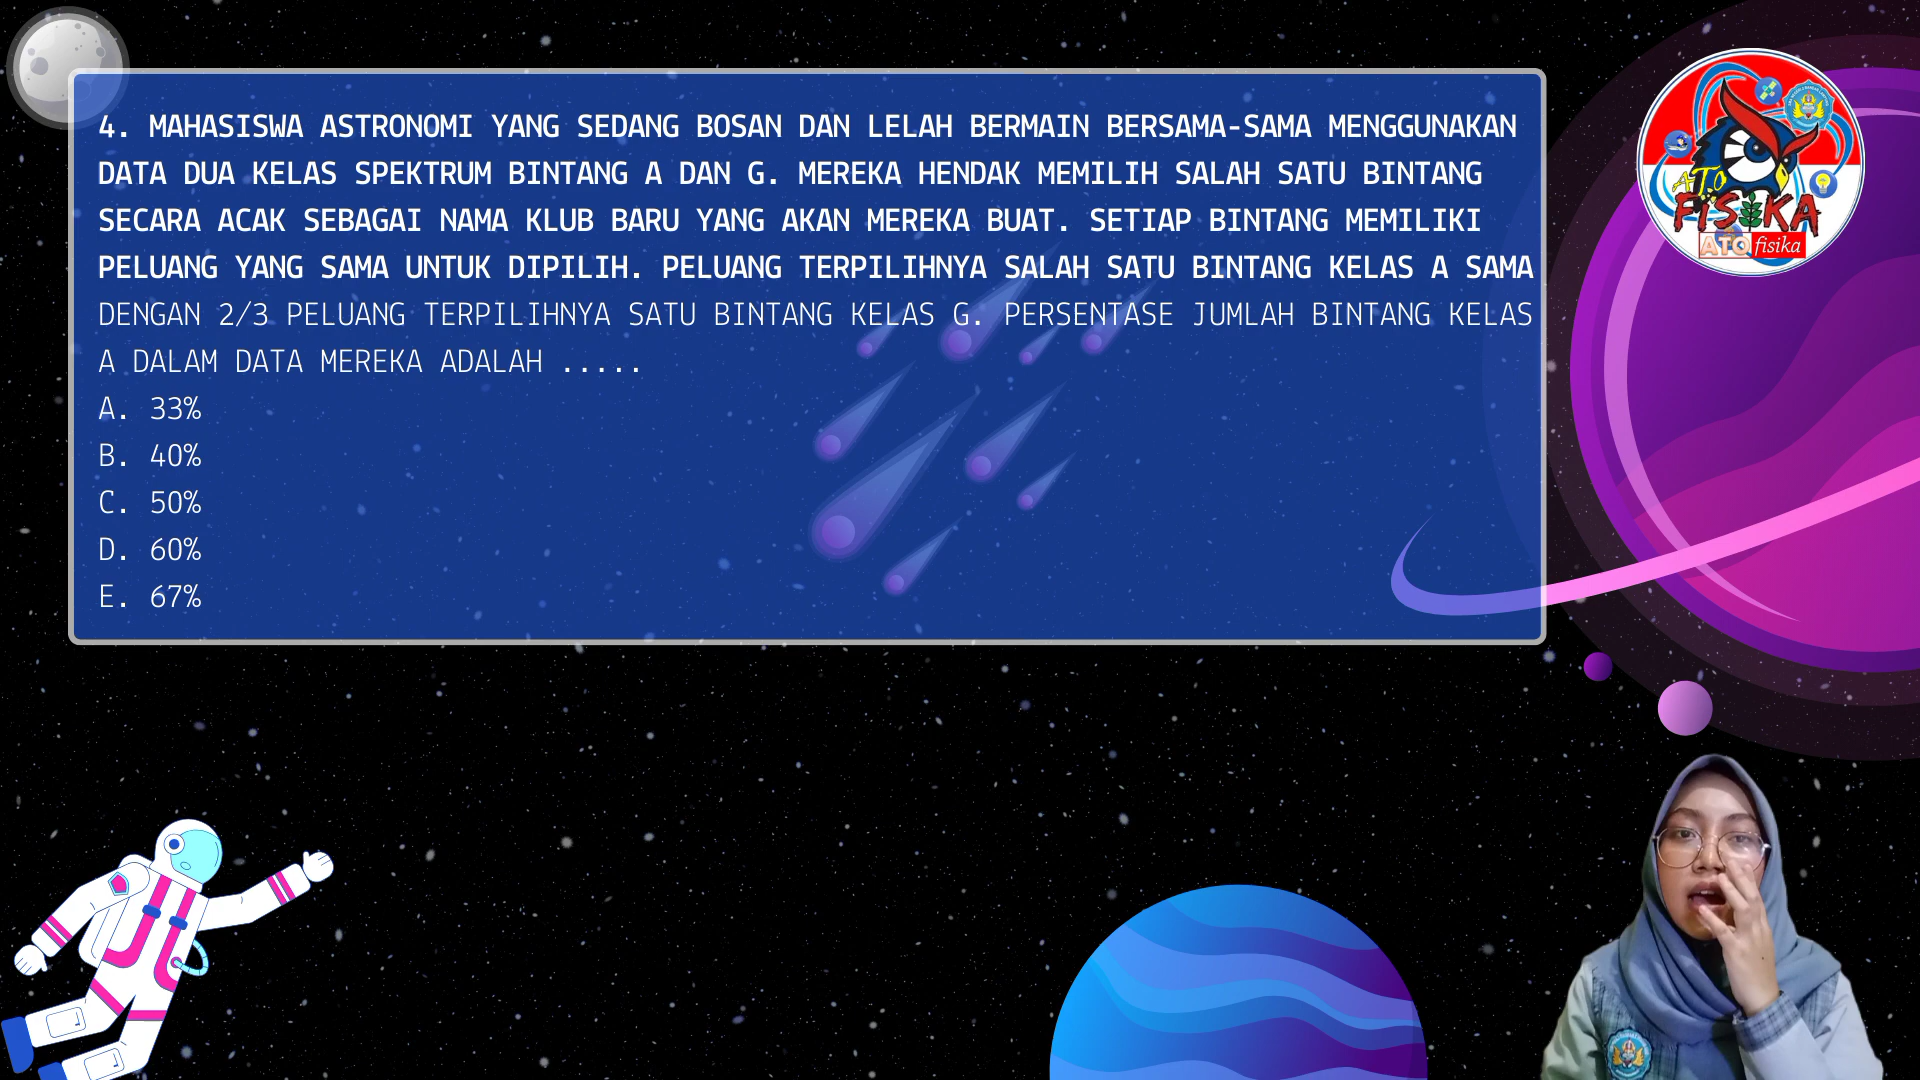 4. MAHASISWA ASTRONOMI YANG SEDANG BOSAN DAN LELAH BERMAIN BERSAMA-SAMA MENGGUNAKAN
DATA DUA KELAS SPEKTRUM BINTANG A DAN G. MEREKA HENDAK MEMILIH SALAH SATU BINTANG
SECARA ACAK SEBAGAI NAMA KLUB BARU YANG AKAN MEREKA BUAT. SETIAP BINTANG MEMILIKI
PELUANG YANG SAMA UNTUK DIPILIH. PELUANG TERPILIHNYA SALAH SATU BINTANG KELAS A SAMA
DENGAN 2/3 PELUANG TERPILIHNYA SATU BINTANG KELAS G. PERSENTASE JUMLAH BINTANG KELAS
A DALAM DATA MEREKA ADALAH .....
A. 33%
B. 40%
C. 50%
D. 60%
E. 67%
ATO
FISIKA
ATO fisika